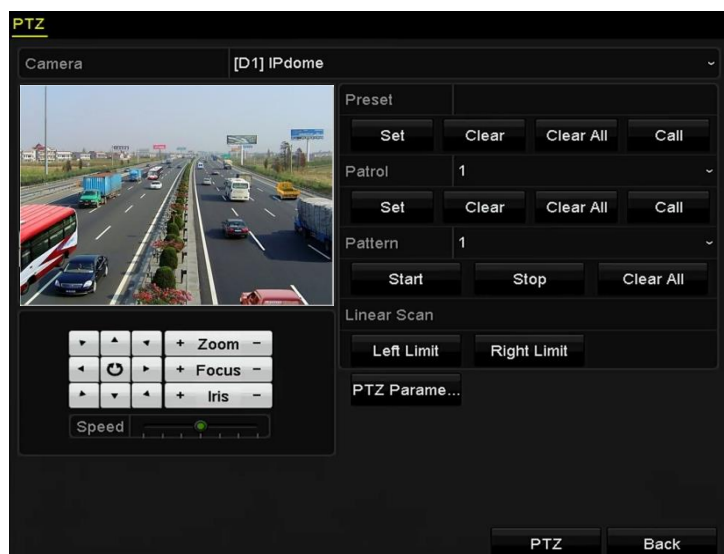 PTZ
Camera [D1] IPdome
Preset
Set Clear Clear All Call
Patrol 1
Set Clear Clear All Call
Pattern 1
Start Stop Clear All
Linear Scan
Left Limit Right Limit
PTZ Parame...
+ Zoom -
+ Focus -
+ Iris -
Speed
PTZ Back